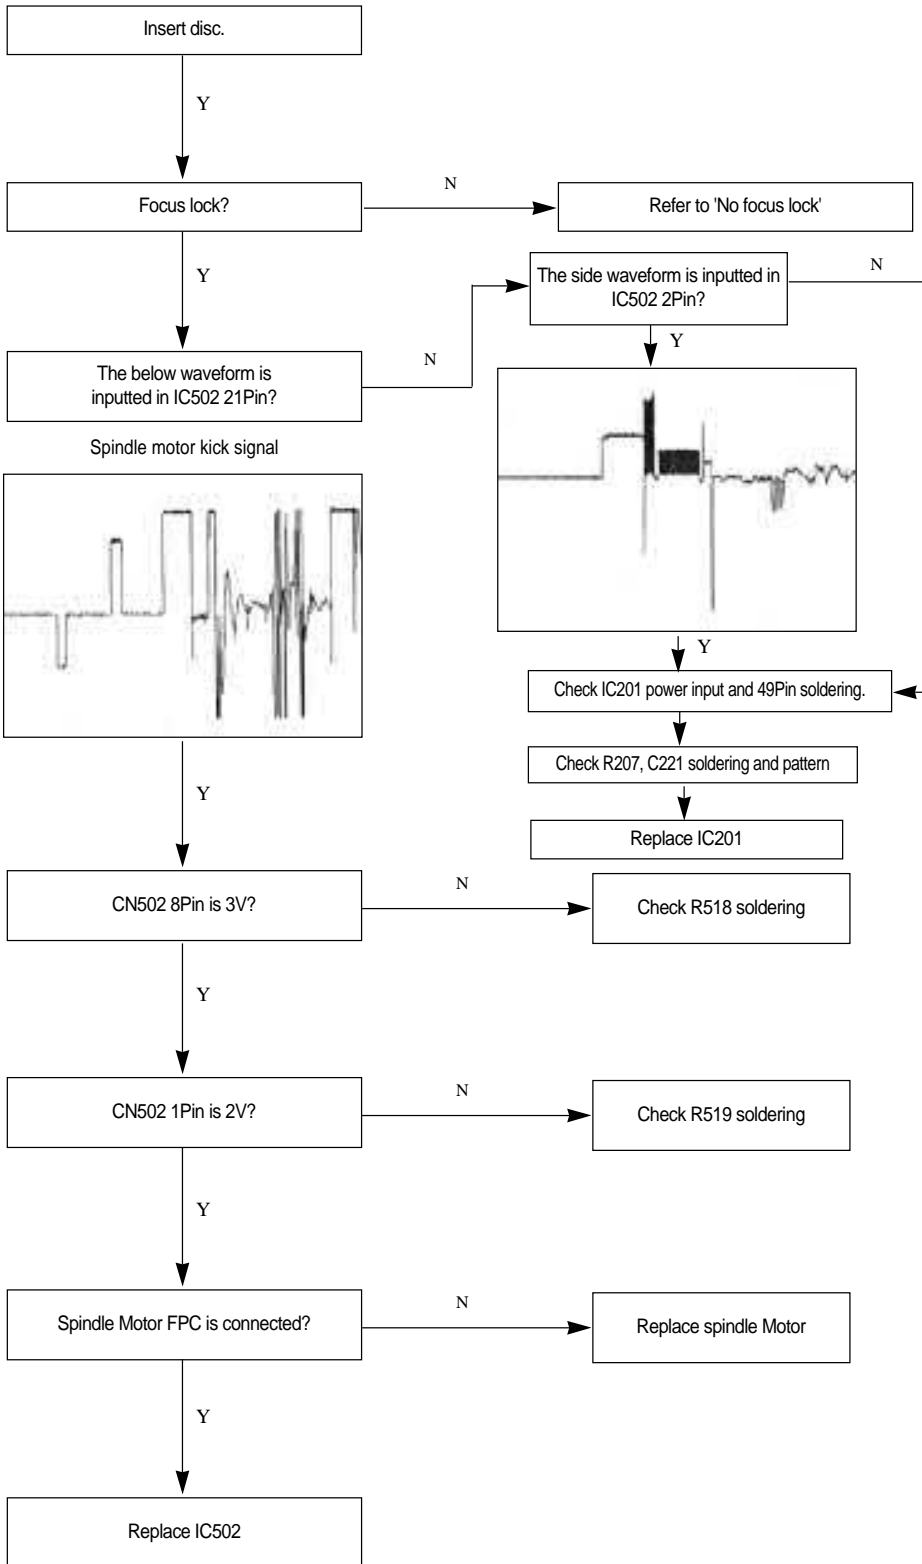 Insert disc.
Y
Focus lock?
N
Refer to 'No focus lock'
Y
The side waveform is inputted in
IC502 2Pin?
N
Y
The below waveform is
inputted in IC502 21Pin?
N
Spindle motor kick signal
Y
Check IC201 power input and 49Pin soldering.
Check R207, C221 soldering and pattern
Replace IC201
Y
CN502 8Pin is 3V?
N
Check R518 soldering
Y
CN502 1Pin is 2V?
N
Check R519 soldering
Y
Spindle Motor FPC is connected?
N
Replace spindle Motor
Y
Replace IC502